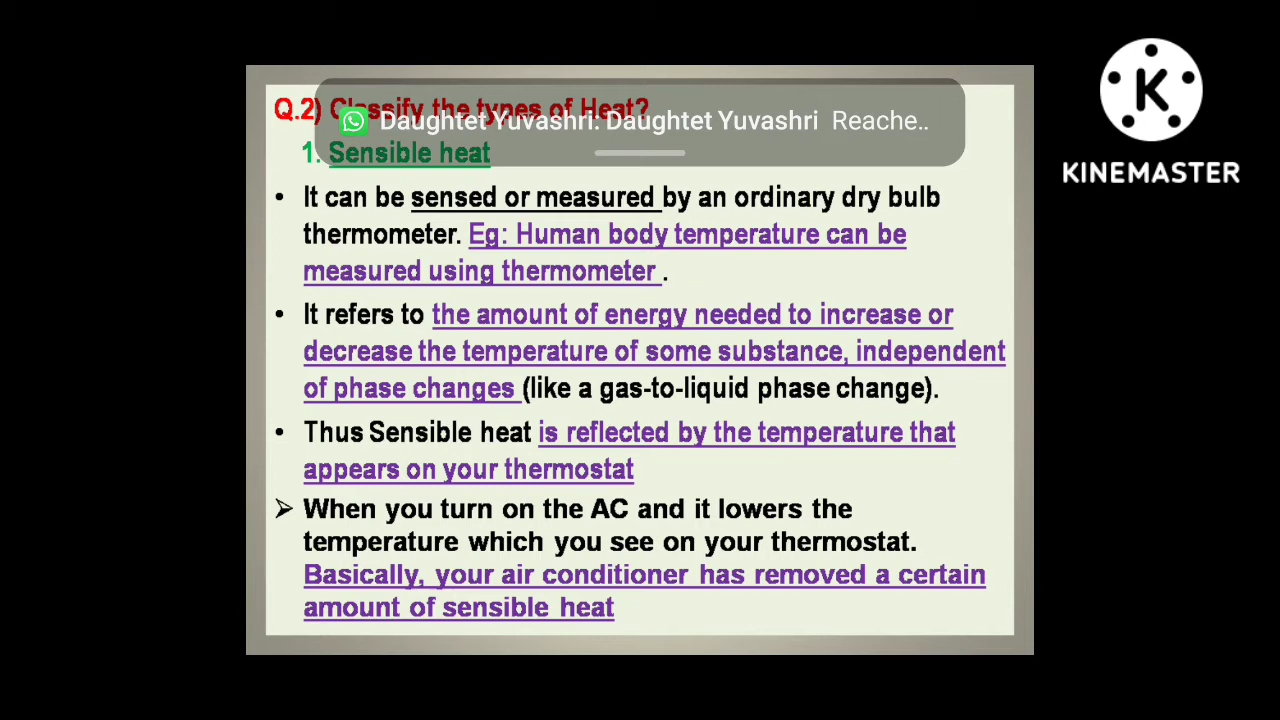 Q.2) Classify the types of Heat?
Daughtet Yuvashri: Daughtet Yuvashri Reache..
1. Sensible heat
K
KINEMASTER
• It can be sensed or measured by an ordinary dry bulb
thermometer. Eg: Human body temperature can be
measured using thermometer .
• It refers to the amount of energy needed to increase or
decrease the temperature of some substance, independent
of phase changes (like a gas-to-liquid phase change).
• Thus Sensible heat is reflected by the temperature that
appears on your thermostat
➢ When you turn on the AC and it lowers the
temperature which you see on your thermostat.
Basically, your air conditioner has removed a certain
amount of sensible heat